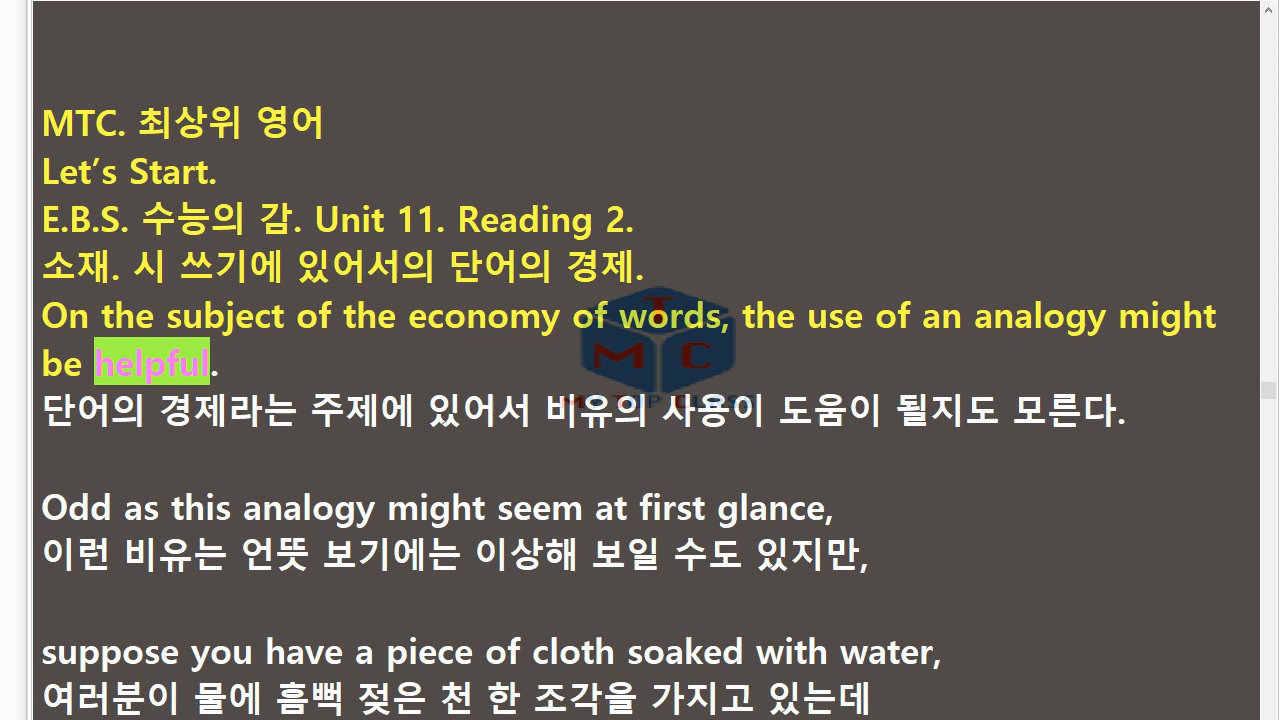 MTC. 최상위 영어
Let’s Start.
E.B.S. 수능의 감. Unit 11. Reading 2.
소재. 시 쓰기에 있어서의 단어의 경제.
On the subject of the economy of words, the use of an analogy might
be helpful.
단어의 경제라는 주제에 있어서 비유의 사용이 도움이 될지도 모른다.
Odd as this analogy might seem at first glance,
이런 비유는 언뜻 보기에는 이상해 보일 수도 있지만,
suppose you have a piece of cloth soaked with water,
여러분이 물에 흠뻑 젖은 천 한 조각을 가지고 있는데